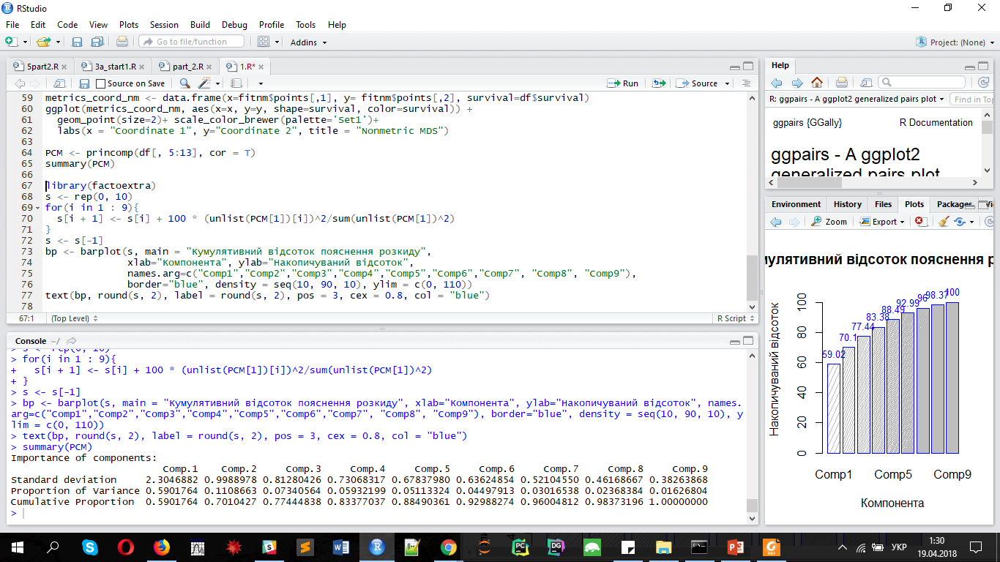 RStudio
File Edit Code View Plots Session Build Debug Profile Tools Help
Go to file/function Addins Project: (None)
5part2.R 3a_start1.R part_2.R 1.R*
Source on Save Run Source
59 metrics_coord_nm <- data.frame(x=fitnm$points[,1], y= fitnm$points[,2], survival=df$survival)
60 ggplot(metrics_coord_nm, aes(x=x, y=y, shape=survival, color=survival)) +
61 geom_point(size=2)+ scale_color_brewer(palette='Set1')+
62 labs(x = "Coordinate 1", y="Coordinate 2", title = "Nonmetric MDS")
63
64 PCM <- princomp(df[, 5:13], cor = T)
65 summary(PCM)
66
67 library(factoextra)
68 s <- rep(0, 10)
69 for(i in 1 : 9){
70 s[i + 1] <- s[i] + 100 * (unlist(PCM[1])[i])^2/sum(unlist(PCM[1])^2)
71 }
72 s <- s[-1]
73 bp <- barplot(s, main = "Кумулятивний відсоток пояснення розкиду",
74 xlab="Компонента", ylab="Накопичуваний відсоток",
75 names.arg=c("Comp1","Comp2","Comp3","Comp4","Comp5","Comp6","Comp7", "Comp8", "Comp9"),
76 border="blue", density = seq(10, 90, 10), ylim = c(0, 110))
77 text(bp, round(s, 2), label = round(s, 2), pos = 3, cex = 0.8, col = "blue")
78
67:1 (Top Level) R Script
Console ~/
> s <- rep(0, 10)
> for(i in 1 : 9){
+ s[i + 1] <- s[i] + 100 * (unlist(PCM[1])[i])^2/sum(unlist(PCM[1])^2)
+ }
> s <- s[-1]
> bp <- barplot(s, main = "Кумулятивний відсоток пояснення розкиду", xlab="Компонента", ylab="Накопичуваний відсоток", names.
arg=c("Comp1","Comp2","Comp3","Comp4","Comp5","Comp6","Comp7", "Comp8", "Comp9"), border="blue", density = seq(10, 90, 10), y
lim = c(0, 110))
> text(bp, round(s, 2), label = round(s, 2), pos = 3, cex = 0.8, col = "blue")
> summary(PCM)
Importance of components:
Comp.1 Comp.2 Comp.3 Comp.4 Comp.5 Comp.6 Comp.7 Comp.8 Comp.9
Standard deviation 2.3046882 0.9988978 0.81280426 0.73068317 0.67837980 0.63624854 0.52104550 0.46168667 0.38263868
Proportion of Variance 0.5901764 0.1108663 0.07340564 0.05932199 0.05113324 0.04497913 0.03016538 0.02368384 0.01626804
Cumulative Proportion 0.5901764 0.7010427 0.77444838 0.83377037 0.88490361 0.92988274 0.96004812 0.98373196 1.00000000
>
Help
R: ggpairs - A ggplot2 generalized pairs plot Find in Top
ggpairs {GGally} R Documentation
ggpairs - A ggplot2
generalized pairs plot
Environment History Files Plots Packages
Zoom Export
мулятивний відсоток пояснення р
Накопичуваний відсоток
0 20 40 60 80 100
59.02 70.1 77.44 83.38 88.49 92.99 96 98.37 100
Comp1 Comp5 Comp9
Компонента
УКР
1:30
19.04.2018